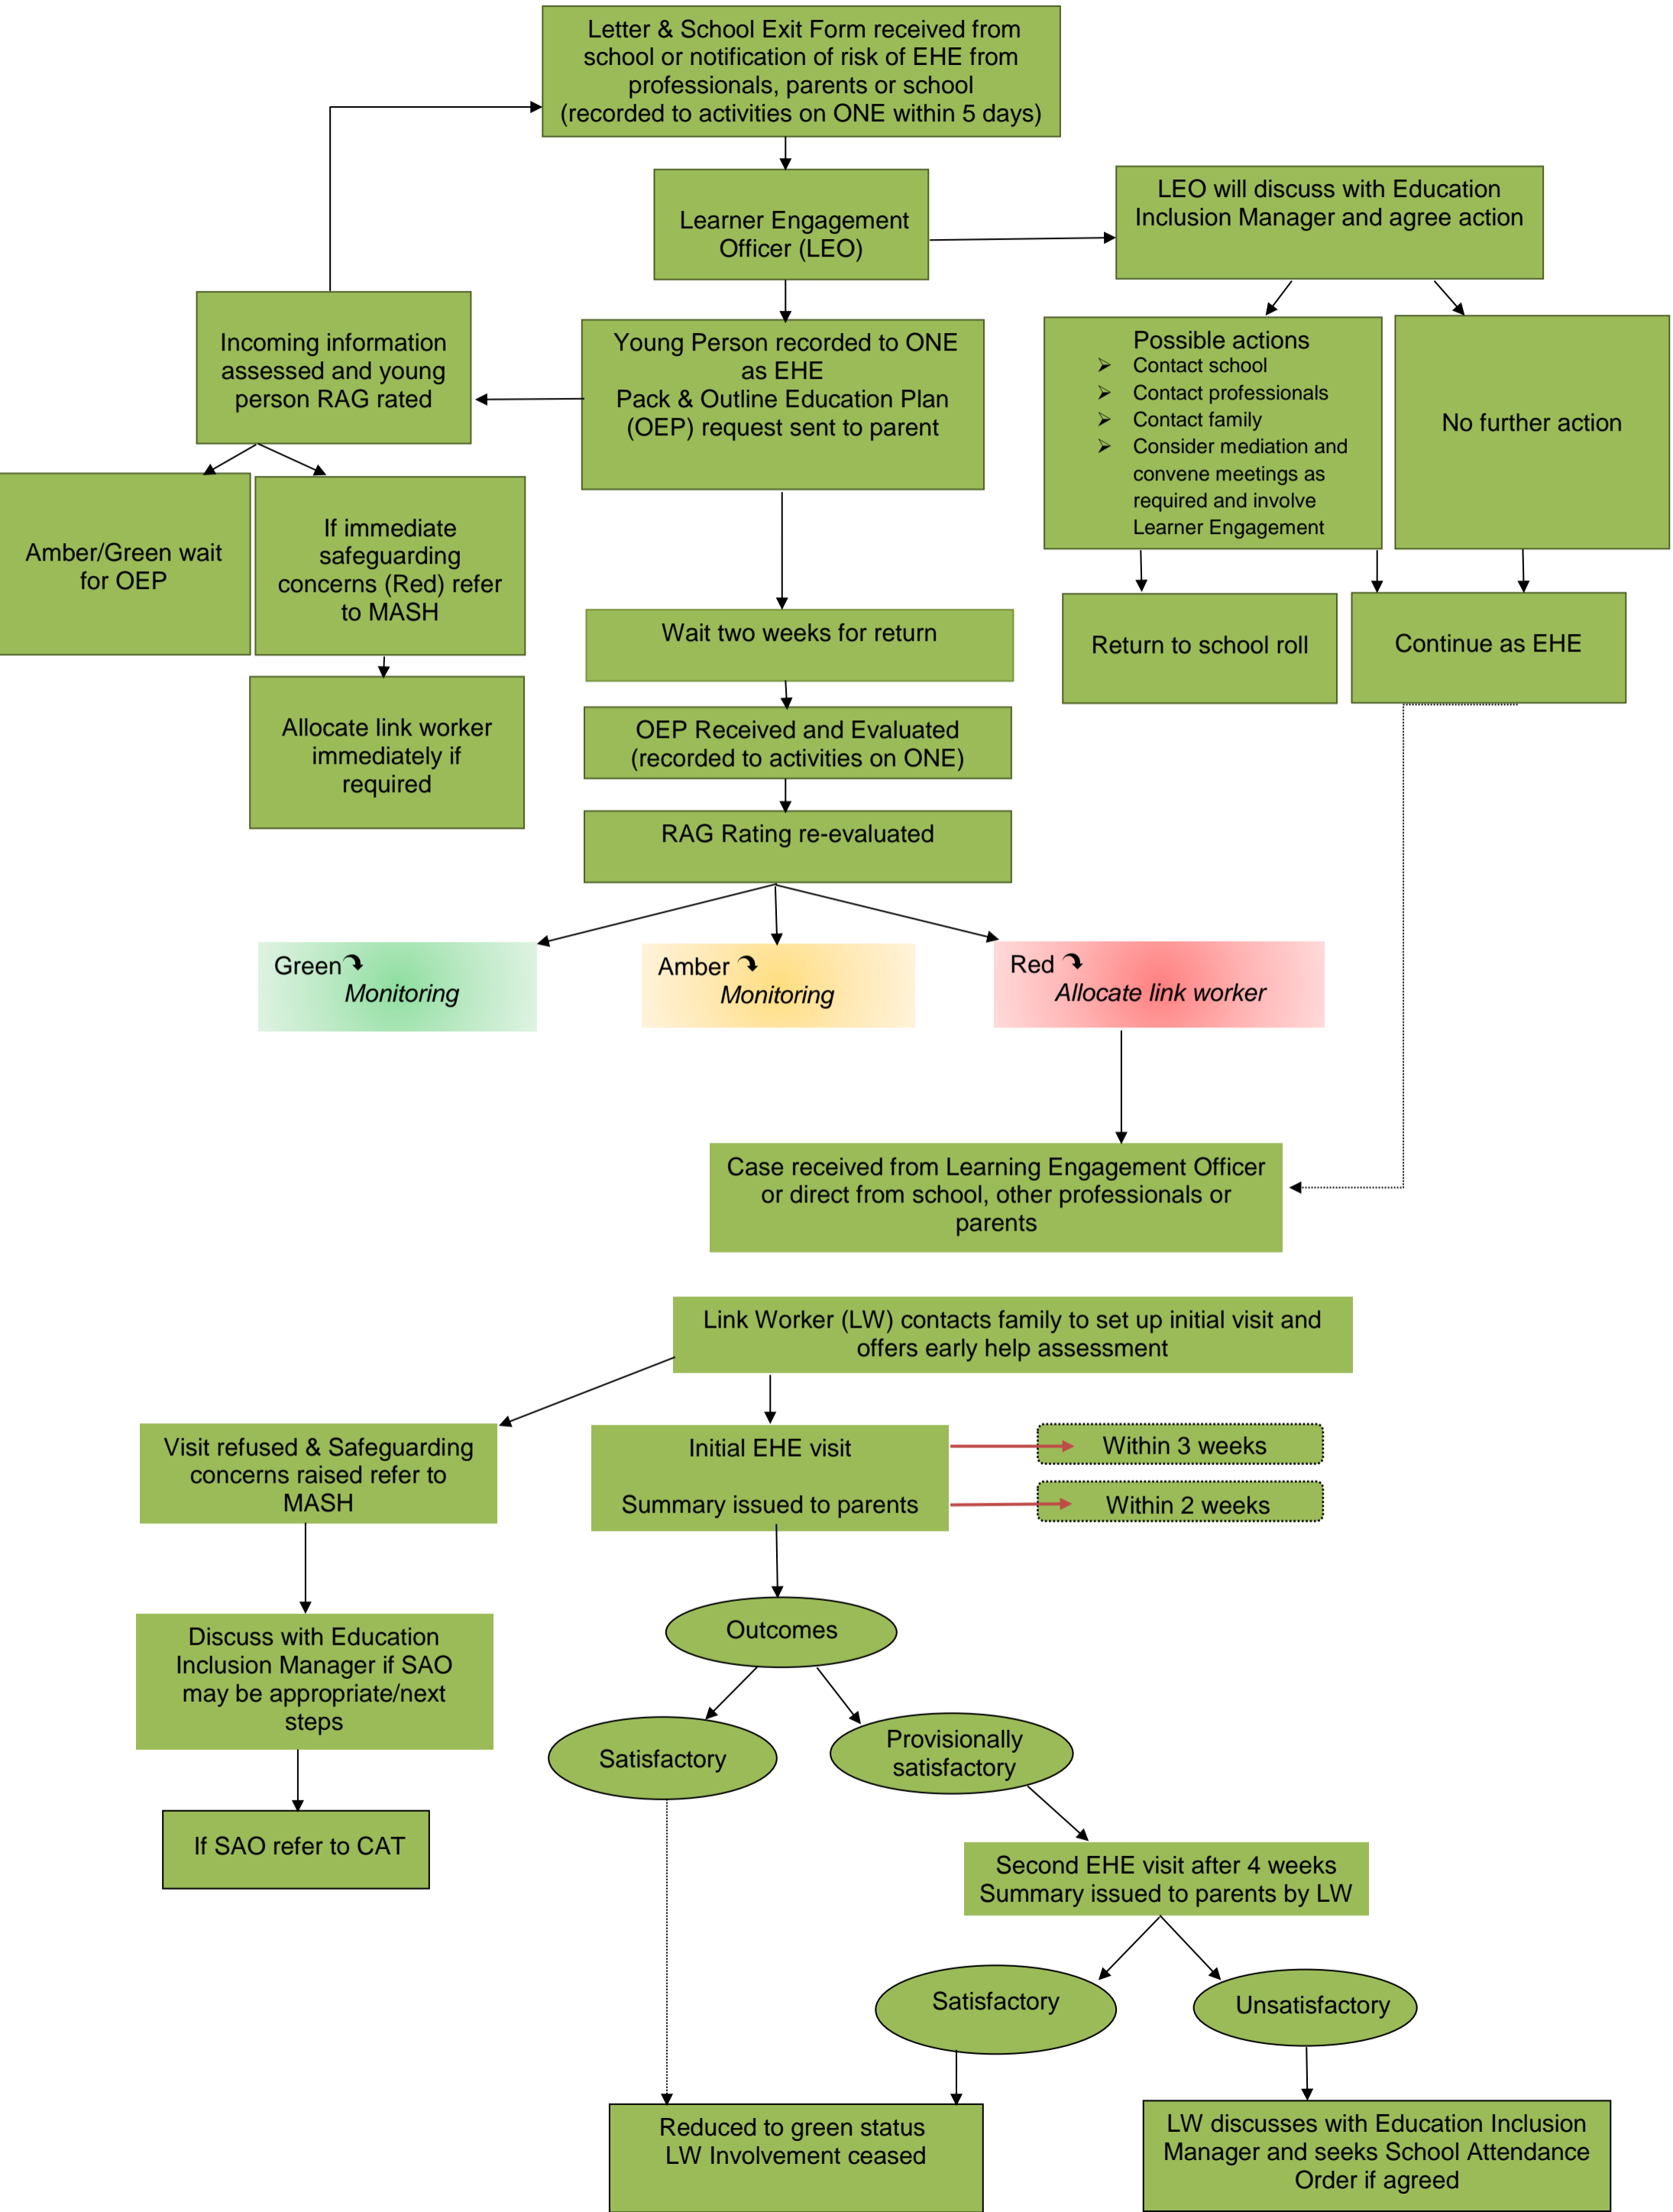 Letter & School Exit Form received from
school or notification of risk of EHE from
professionals, parents or school
(recorded to activities on ONE within 5 days)
Learner Engagement
Officer (LEO)
LEO will discuss with Education
Inclusion Manager and agree action
Incoming information
assessed and young
person RAG rated
Young Person recorded to ONE
as EHE
Pack & Outline Education Plan
(OEP) request sent to parent
Possible actions
➢ Contact school
➢ Contact professionals
➢ Contact family
➢ Consider mediation and
convene meetings as
required and involve
Learner Engagement
No further action
Amber/Green wait
for OEP
If immediate
safeguarding
concerns (Red) refer
to MASH
Wait two weeks for return
Return to school roll
Continue as EHE
Allocate link worker
immediately if
required
OEP Received and Evaluated
(recorded to activities on ONE)
RAG Rating re-evaluated
Green
Monitoring
Amber
Monitoring
Red
Allocate link worker
Case received from Learning Engagement Officer
or direct from school, other professionals or
parents
Link Worker (LW) contacts family to set up initial visit and
offers early help assessment
Visit refused & Safeguarding
concerns raised refer to
MASH
Initial EHE visit
Within 3 weeks
Summary issued to parents
Within 2 weeks
Discuss with Education
Inclusion Manager if SAO
may be appropriate/next
steps
Outcomes
Satisfactory
Provisionally
satisfactory
If SAO refer to CAT
Second EHE visit after 4 weeks
Summary issued to parents by LW
Satisfactory
Unsatisfactory
Reduced to green status
LW Involvement ceased
LW discusses with Education Inclusion
Manager and seeks School Attendance
Order if agreed